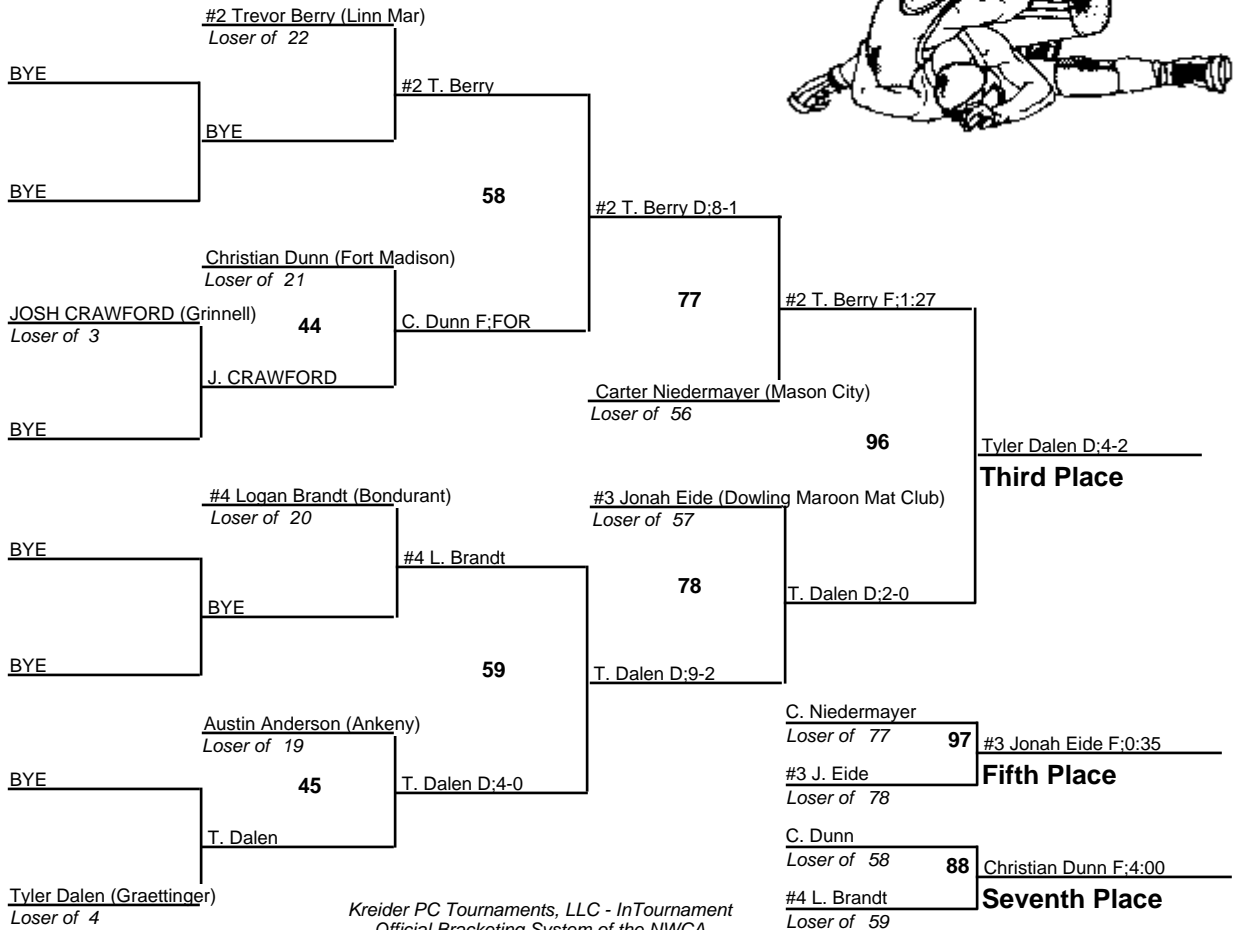 #2 Trevor Berry (Linn Mar)
Loser of 22
BYE
#2 T. Berry
BYE
BYE
58
#2 T. Berry D;8-1
Christian Dunn (Fort Madison)
Loser of 21
JOSH CRAWFORD (Grinnell)
Loser of 3
44
C. Dunn F;FOR
77
#2 T. Berry F;1:27
J. CRAWFORD
Carter Niedermayer (Mason City)
Loser of 56
BYE
96
Tyler Dalen D;4-2
Third Place
#4 Logan Brandt (Bondurant)
Loser of 20
#3 Jonah Eide (Dowling Maroon Mat Club)
Loser of 57
BYE
#4 L. Brandt
78
T. Dalen D;2-0
BYE
BYE
59
T. Dalen D;9-2
Austin Anderson (Ankeny)
Loser of 19
C. Niedermayer
Loser of 77
97
#3 Jonah Eide F;0:35
Fifth Place
BYE
45
T. Dalen D;4-0
#3 J. Eide
Loser of 78
T. Dalen
C. Dunn
Loser of 58
88
Christian Dunn F;4:00
Seventh Place
Tyler Dalen (Graettinger)
Loser of 4
#4 L. Brandt
Loser of 59
Kreider PC Tournaments, LLC - InTournament
Official Bracketing System of the NWCA